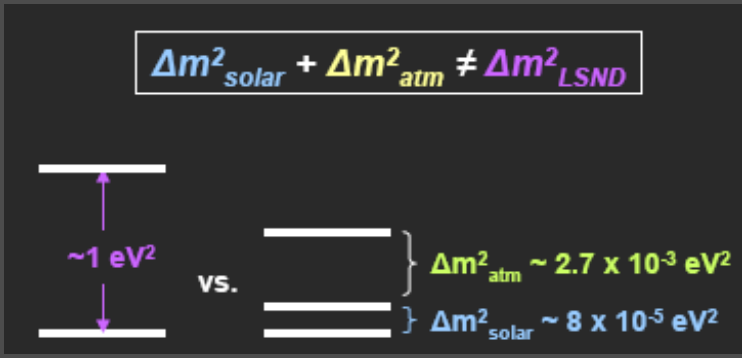 Δm²solar + Δm²atm ≠ Δm²LSND
~1 eV²
vs.
Δm²atm ~ 2.7 x 10⁻³ eV²
Δm²solar ~ 8 x 10⁻⁵ eV²